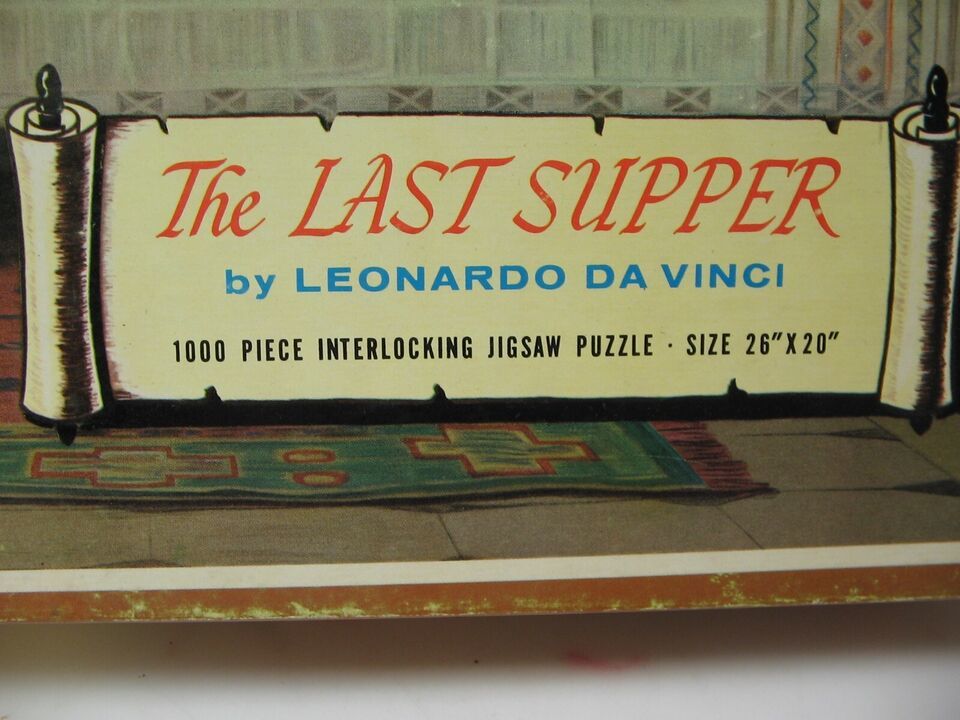 The LAST SUPPER
by LEONARDO DA VINCI
1000 PIECE INTERLOCKING JIGSAW PUZZLE · SIZE 26"X20"